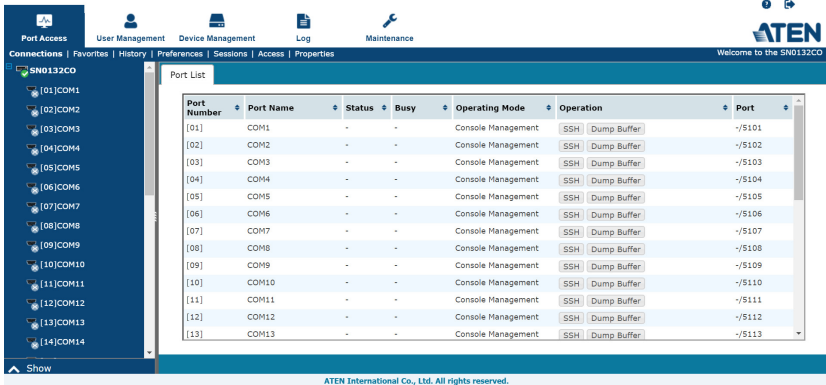 Port Access
User Management
Device Management
Log
Maintenance
ATEN
Connections | Favorites | History | Preferences | Sessions | Access | Properties
Welcome to the SN0132CO
SN0132CO
[01]COM1
[02]COM2
[03]COM3
[04]COM4
[05]COM5
[06]COM6
[07]COM7
[08]COM8
[09]COM9
[10]COM10
[11]COM11
[12]COM12
[13]COM13
[14]COM14
Show
Port List
Port Number Port Name Status Busy Operating Mode Operation Port
[01] COM1 - - Console Management SSH Dump Buffer -/5101
[02] COM2 - - Console Management SSH Dump Buffer -/5102
[03] COM3 - - Console Management SSH Dump Buffer -/5103
[04] COM4 - - Console Management SSH Dump Buffer -/5104
[05] COM5 - - Console Management SSH Dump Buffer -/5105
[06] COM6 - - Console Management SSH Dump Buffer -/5106
[07] COM7 - - Console Management SSH Dump Buffer -/5107
[08] COM8 - - Console Management SSH Dump Buffer -/5108
[09] COM9 - - Console Management SSH Dump Buffer -/5109
[10] COM10 - - Console Management SSH Dump Buffer -/5110
[11] COM11 - - Console Management SSH Dump Buffer -/5111
[12] COM12 - - Console Management SSH Dump Buffer -/5112
[13] COM13 - - Console Management SSH Dump Buffer -/5113
ATEN International Co., Ltd. All rights reserved.